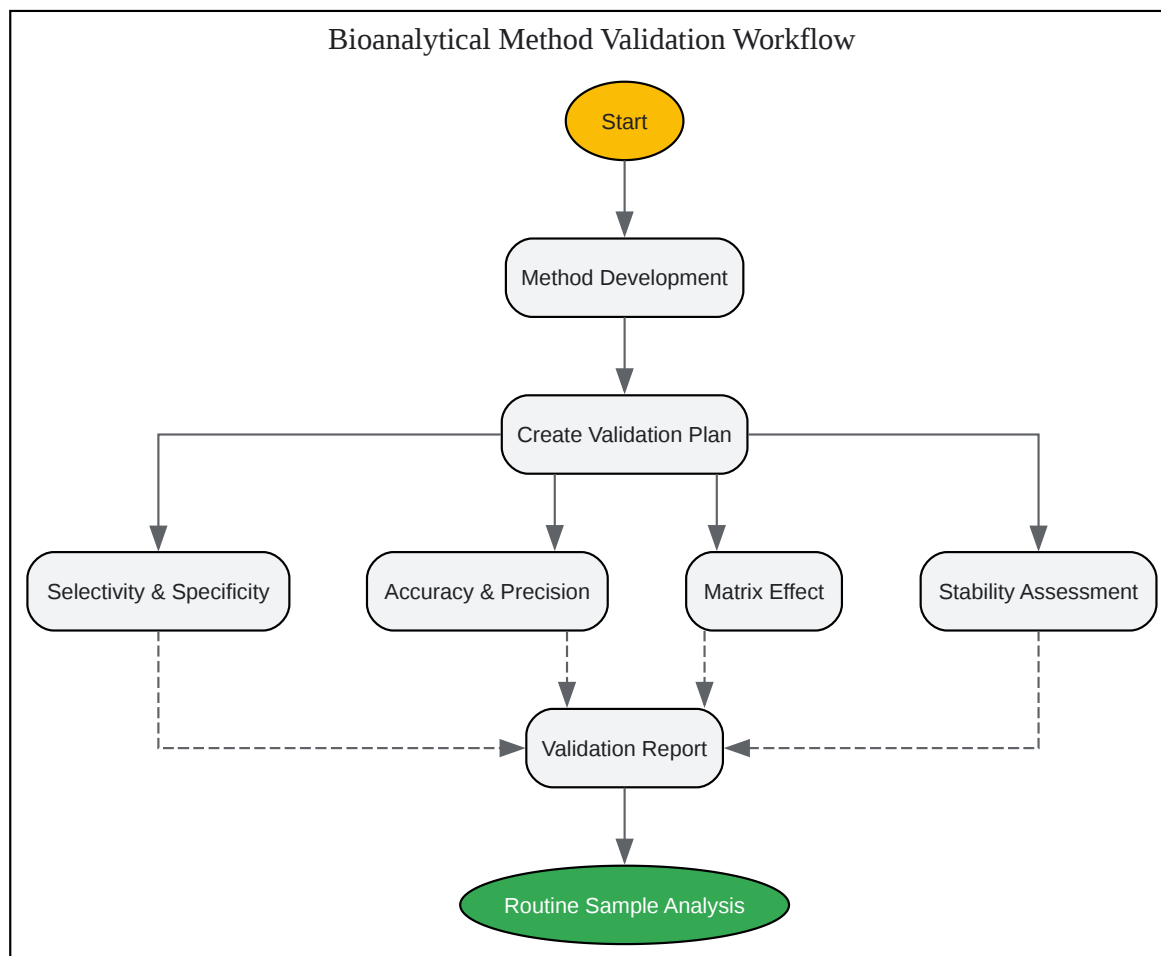 Bioanalytical Method Validation Workflow
Start
Method Development
Create Validation Plan
Selectivity & Specificity
Accuracy & Precision
Matrix Effect
Stability Assessment
Validation Report
Routine Sample Analysis